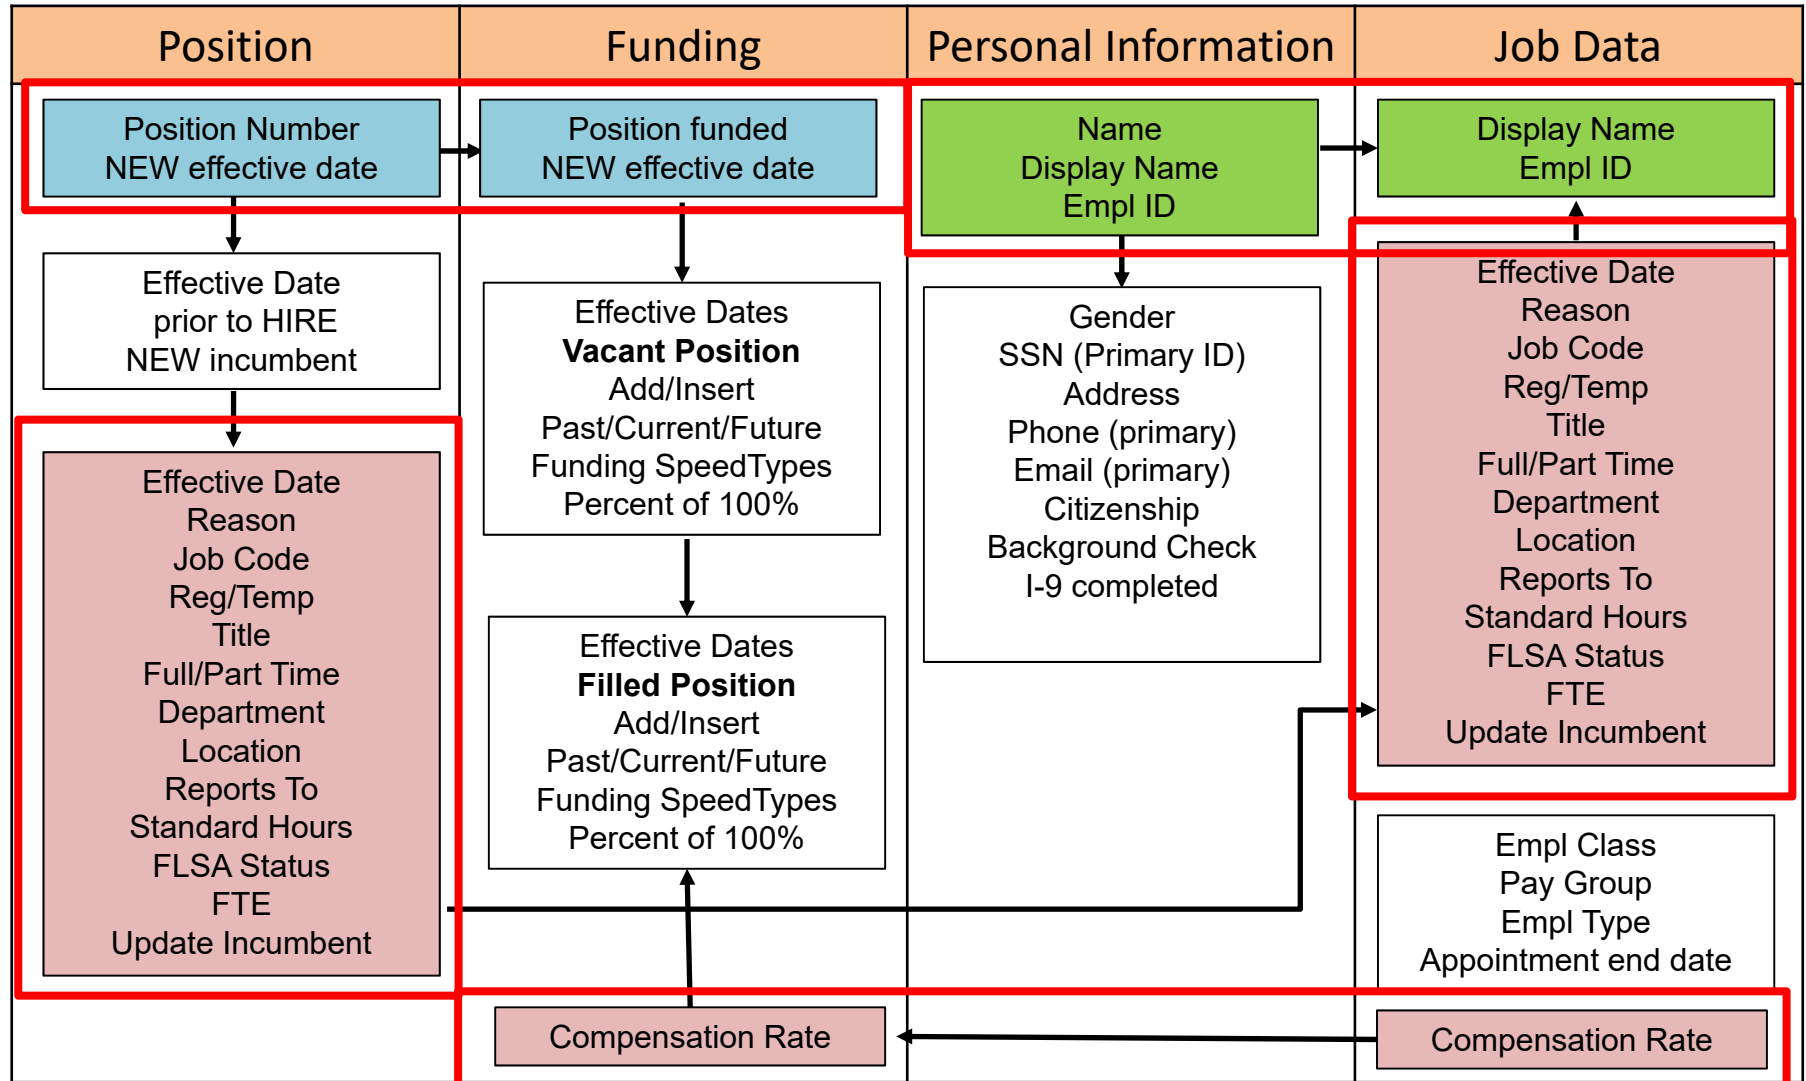 Position
Funding
Personal Information
Job Data
Position Number
NEW effective date
Effective Date
prior to HIRE
NEW incumbent
Effective Date
Reason
Job Code
Reg/Temp
Title
Full/Part Time
Department
Location
Reports To
Standard Hours
FLSA Status
FTE
Update Incumbent
Position funded
NEW effective date
Effective Dates
Vacant Position
Add/Insert
Past/Current/Future
Funding SpeedTypes
Percent of 100%
Effective Dates
Filled Position
Add/Insert
Past/Current/Future
Funding SpeedTypes
Percent of 100%
Compensation Rate
Name
Display Name
Empl ID
Gender
SSN (Primary ID)
Address
Phone (primary)
Email (primary)
Citizenship
Background Check
I-9 completed
Display Name
Empl ID
Effective Date
Reason
Job Code
Reg/Temp
Title
Full/Part Time
Department
Location
Reports To
Standard Hours
FLSA Status
FTE
Update Incumbent
Empl Class
Pay Group
Empl Type
Appointment end date
Compensation Rate